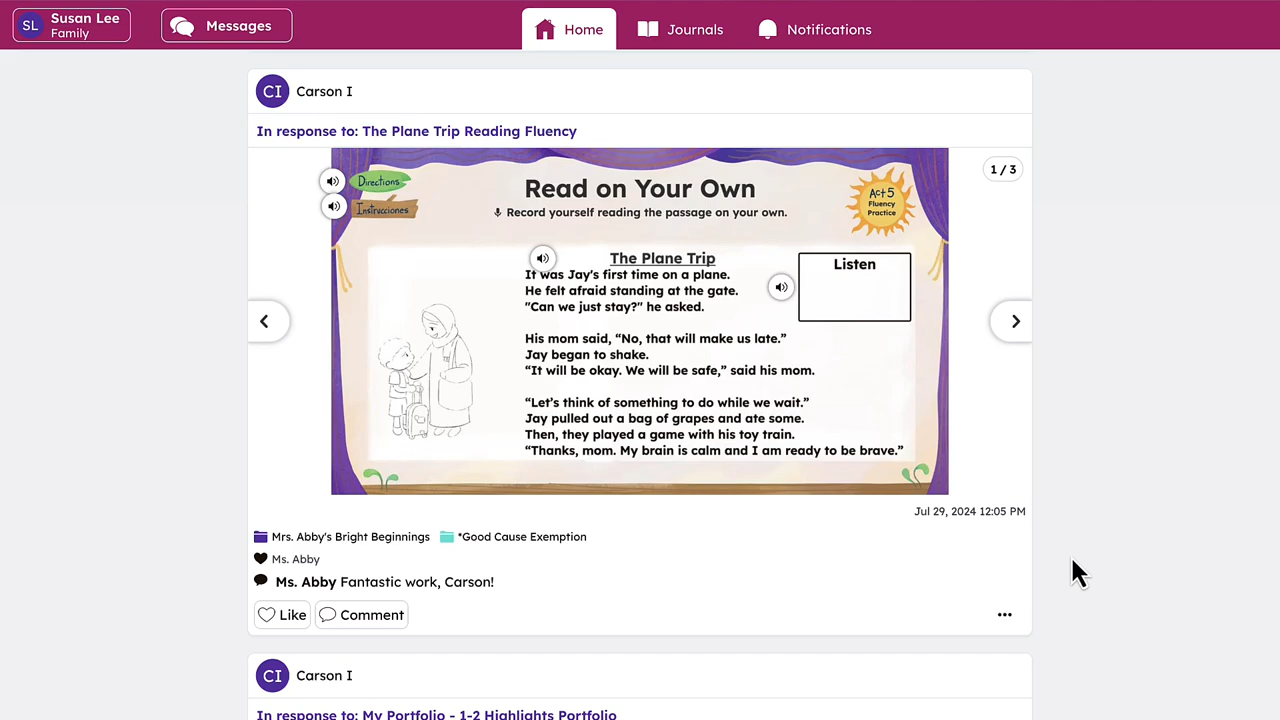 SL
Susan Lee
Family
Messages
Home
Journals
Notifications
CI
Carson I
In response to: The Plane Trip Reading Fluency
1 / 3
Directions
Instrucciones
Read on Your Own
Record yourself reading the passage on your own.
Act 5
Fluency
Practice
The Plane Trip
It was Jay's first time on a plane.
He felt afraid standing at the gate.
"Can we just stay?" he asked.
Listen
His mom said, “No, that will make us late.”
Jay began to shake.
“It will be okay. We will be safe,” said his mom.
“Let’s think of something to do while we wait.”
Jay pulled out a bag of grapes and ate some.
Then, they played a game with his toy train.
“Thanks, mom. My brain is calm and I am ready to be brave.”
Jul 29, 2024 12:05 PM
Mrs. Abby's Bright Beginnings
*Good Cause Exemption
Ms. Abby
Ms. Abby Fantastic work, Carson!
Like
Comment
CI
Carson I
In response to: My Portfolio - 1-2 Highlights Portfolio